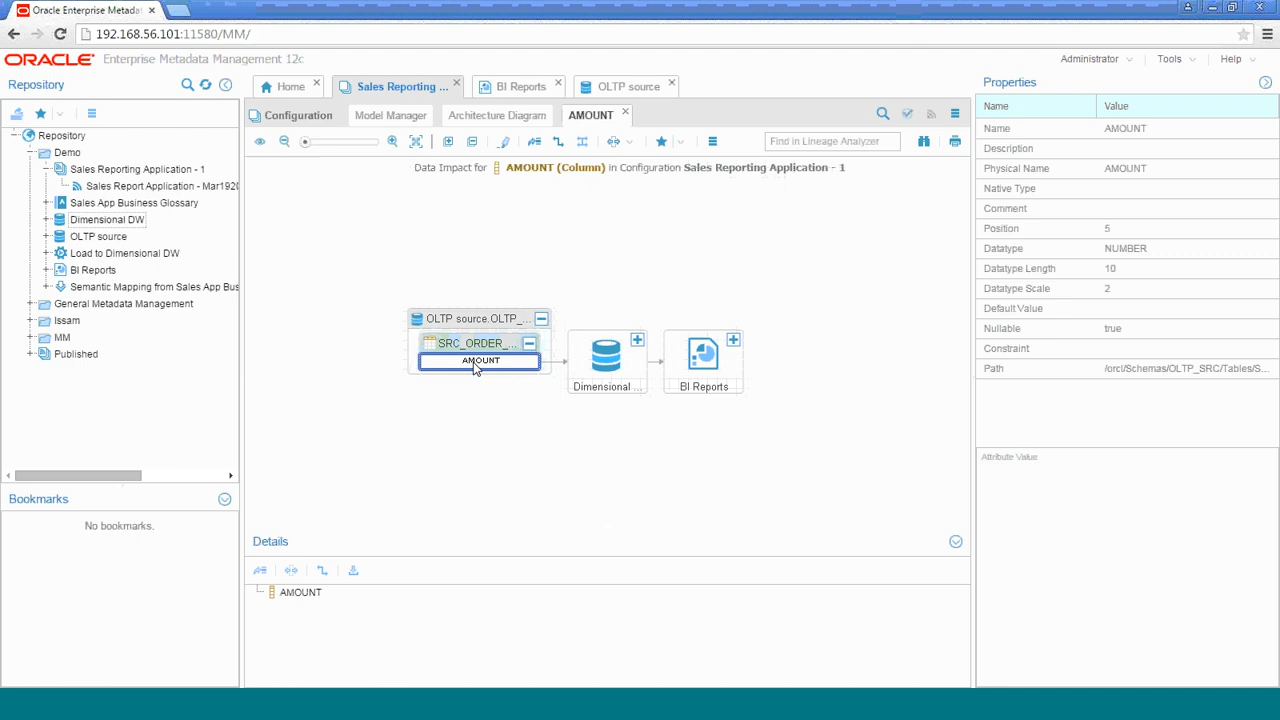 Oracle Enterprise Metada
192.168.56.101:11580/MM/
ORACLE Enterprise Metadata Management 12c
Administrator
Tools
Help
Repository
Home
Sales Reporting ...
BI Reports
OLTP source
Properties
Configuration
Model Manager
Architecture Diagram
AMOUNT
Find in Lineage Analyzer
Repository
Demo
Sales Reporting Application - 1
Sales Report Application - Mar1920
Sales App Business Glossary
Dimensional DW
OLTP source
Load to Dimensional DW
BI Reports
Semantic Mapping from Sales App Bus
General Metadata Management
Issam
MM
Published
Bookmarks
No bookmarks.
Data Impact for AMOUNT (Column) in Configuration Sales Reporting Application - 1
OLTP source.OLTP_...
SRC_ORDER_...
AMOUNT
Dimensional ...
BI Reports
Details
AMOUNT
Name Value
Name AMOUNT
Description
Physical Name AMOUNT
Native Type
Comment
Position 5
Datatype NUMBER
Datatype Length 10
Datatype Scale 2
Default Value
Nullable true
Constraint
Path /orcl/Schemas/OLTP_SRC/Tables/S...
Attribute Value